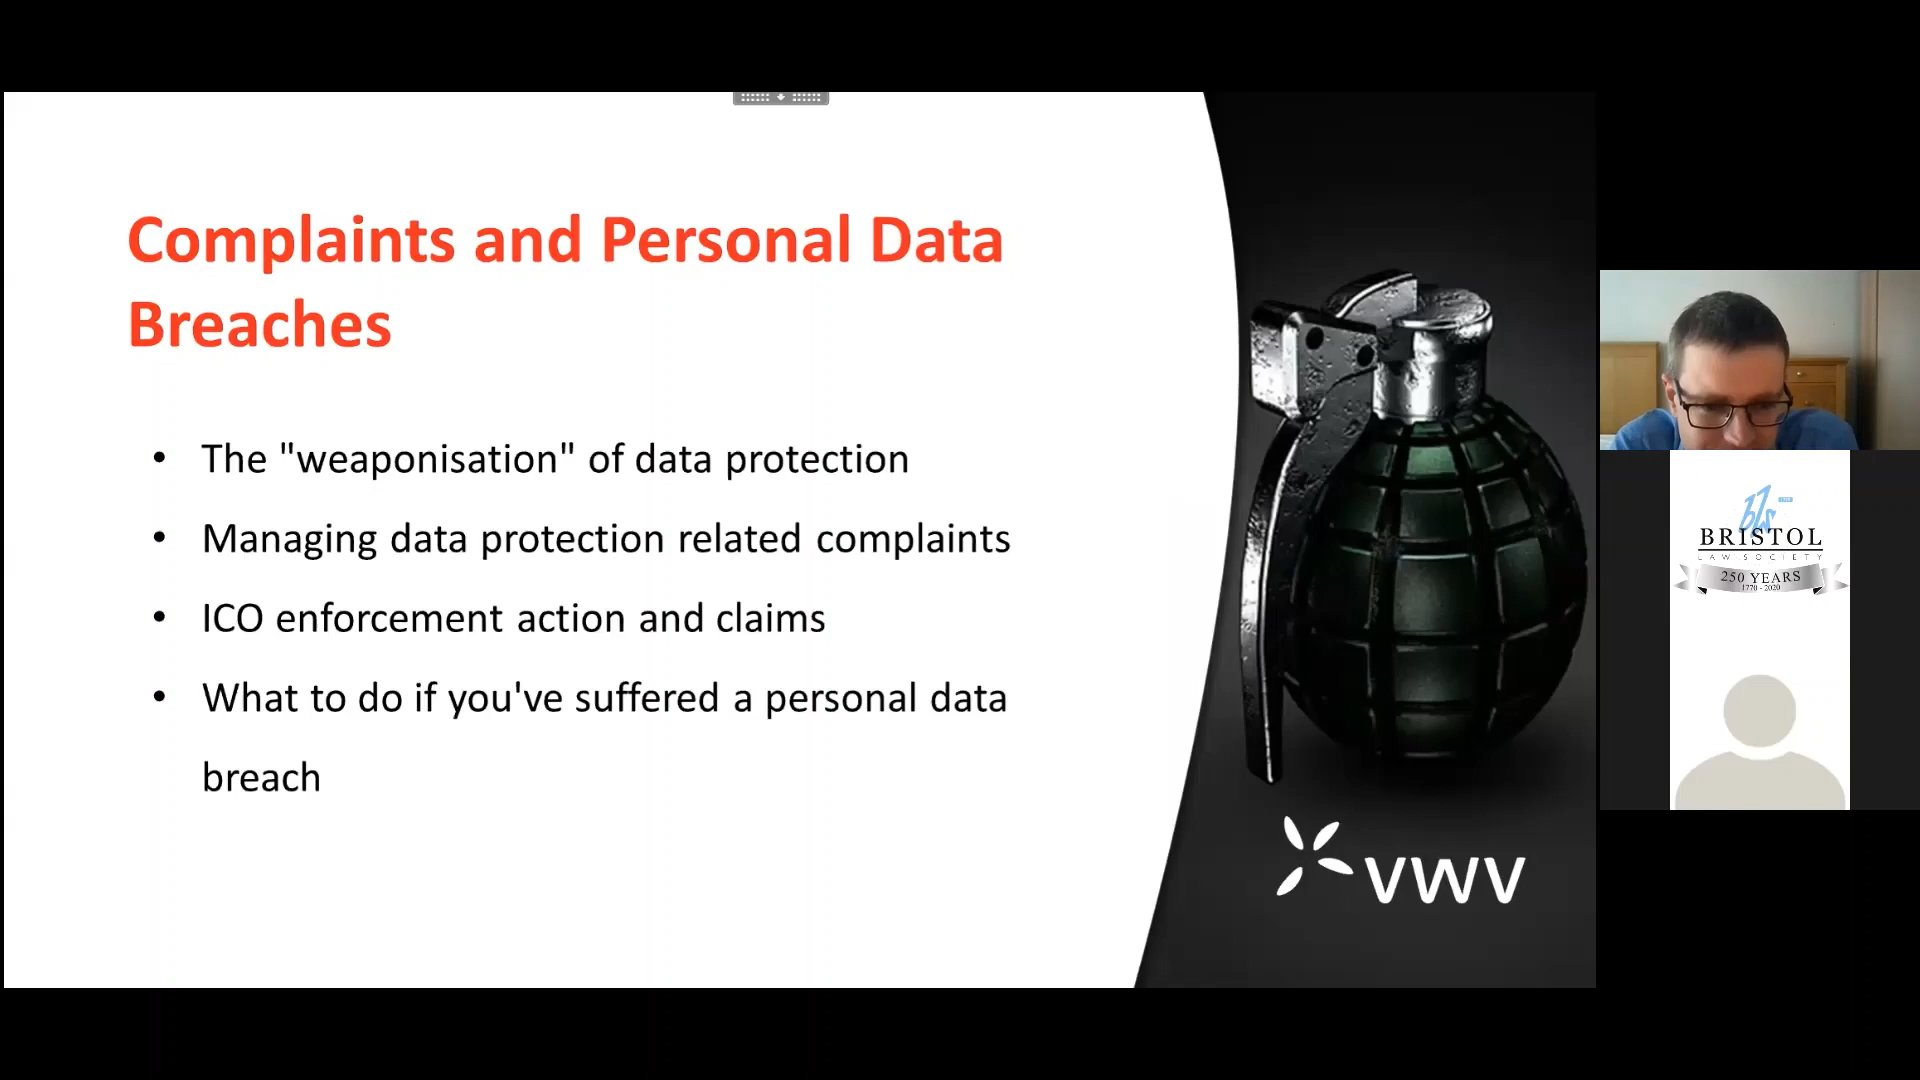 Complaints and Personal Data
Breaches
• The "weaponisation" of data protection
• Managing data protection related complaints
• ICO enforcement action and claims
• What to do if you've suffered a personal data
breach
vwv
bls
BRISTOL
LAW SOCIETY
250 YEARS
1770 - 2020